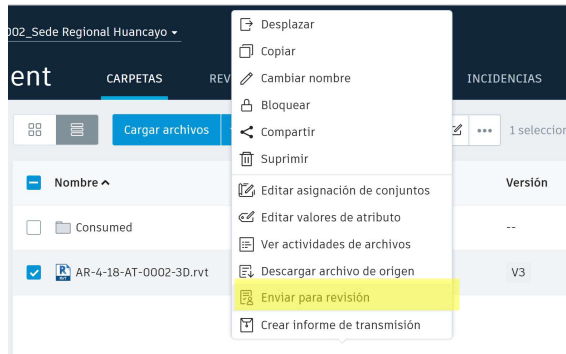 002_Sede Regional Huancayo
ent
CARPETAS
REV
INCIDENCIAS
Cargar archivos
1 seleccion
Desplazar
Copiar
Cambiar nombre
Bloquear
Compartir
Suprimir
Editar asignación de conjuntos
Editar valores de atributo
Ver actividades de archivos
Descargar archivo de origen
Enviar para revisión
Crear informe de transmisión
Nombre
Versión
Consumed
--
AR-4-18-AT-0002-3D.rvt
V3